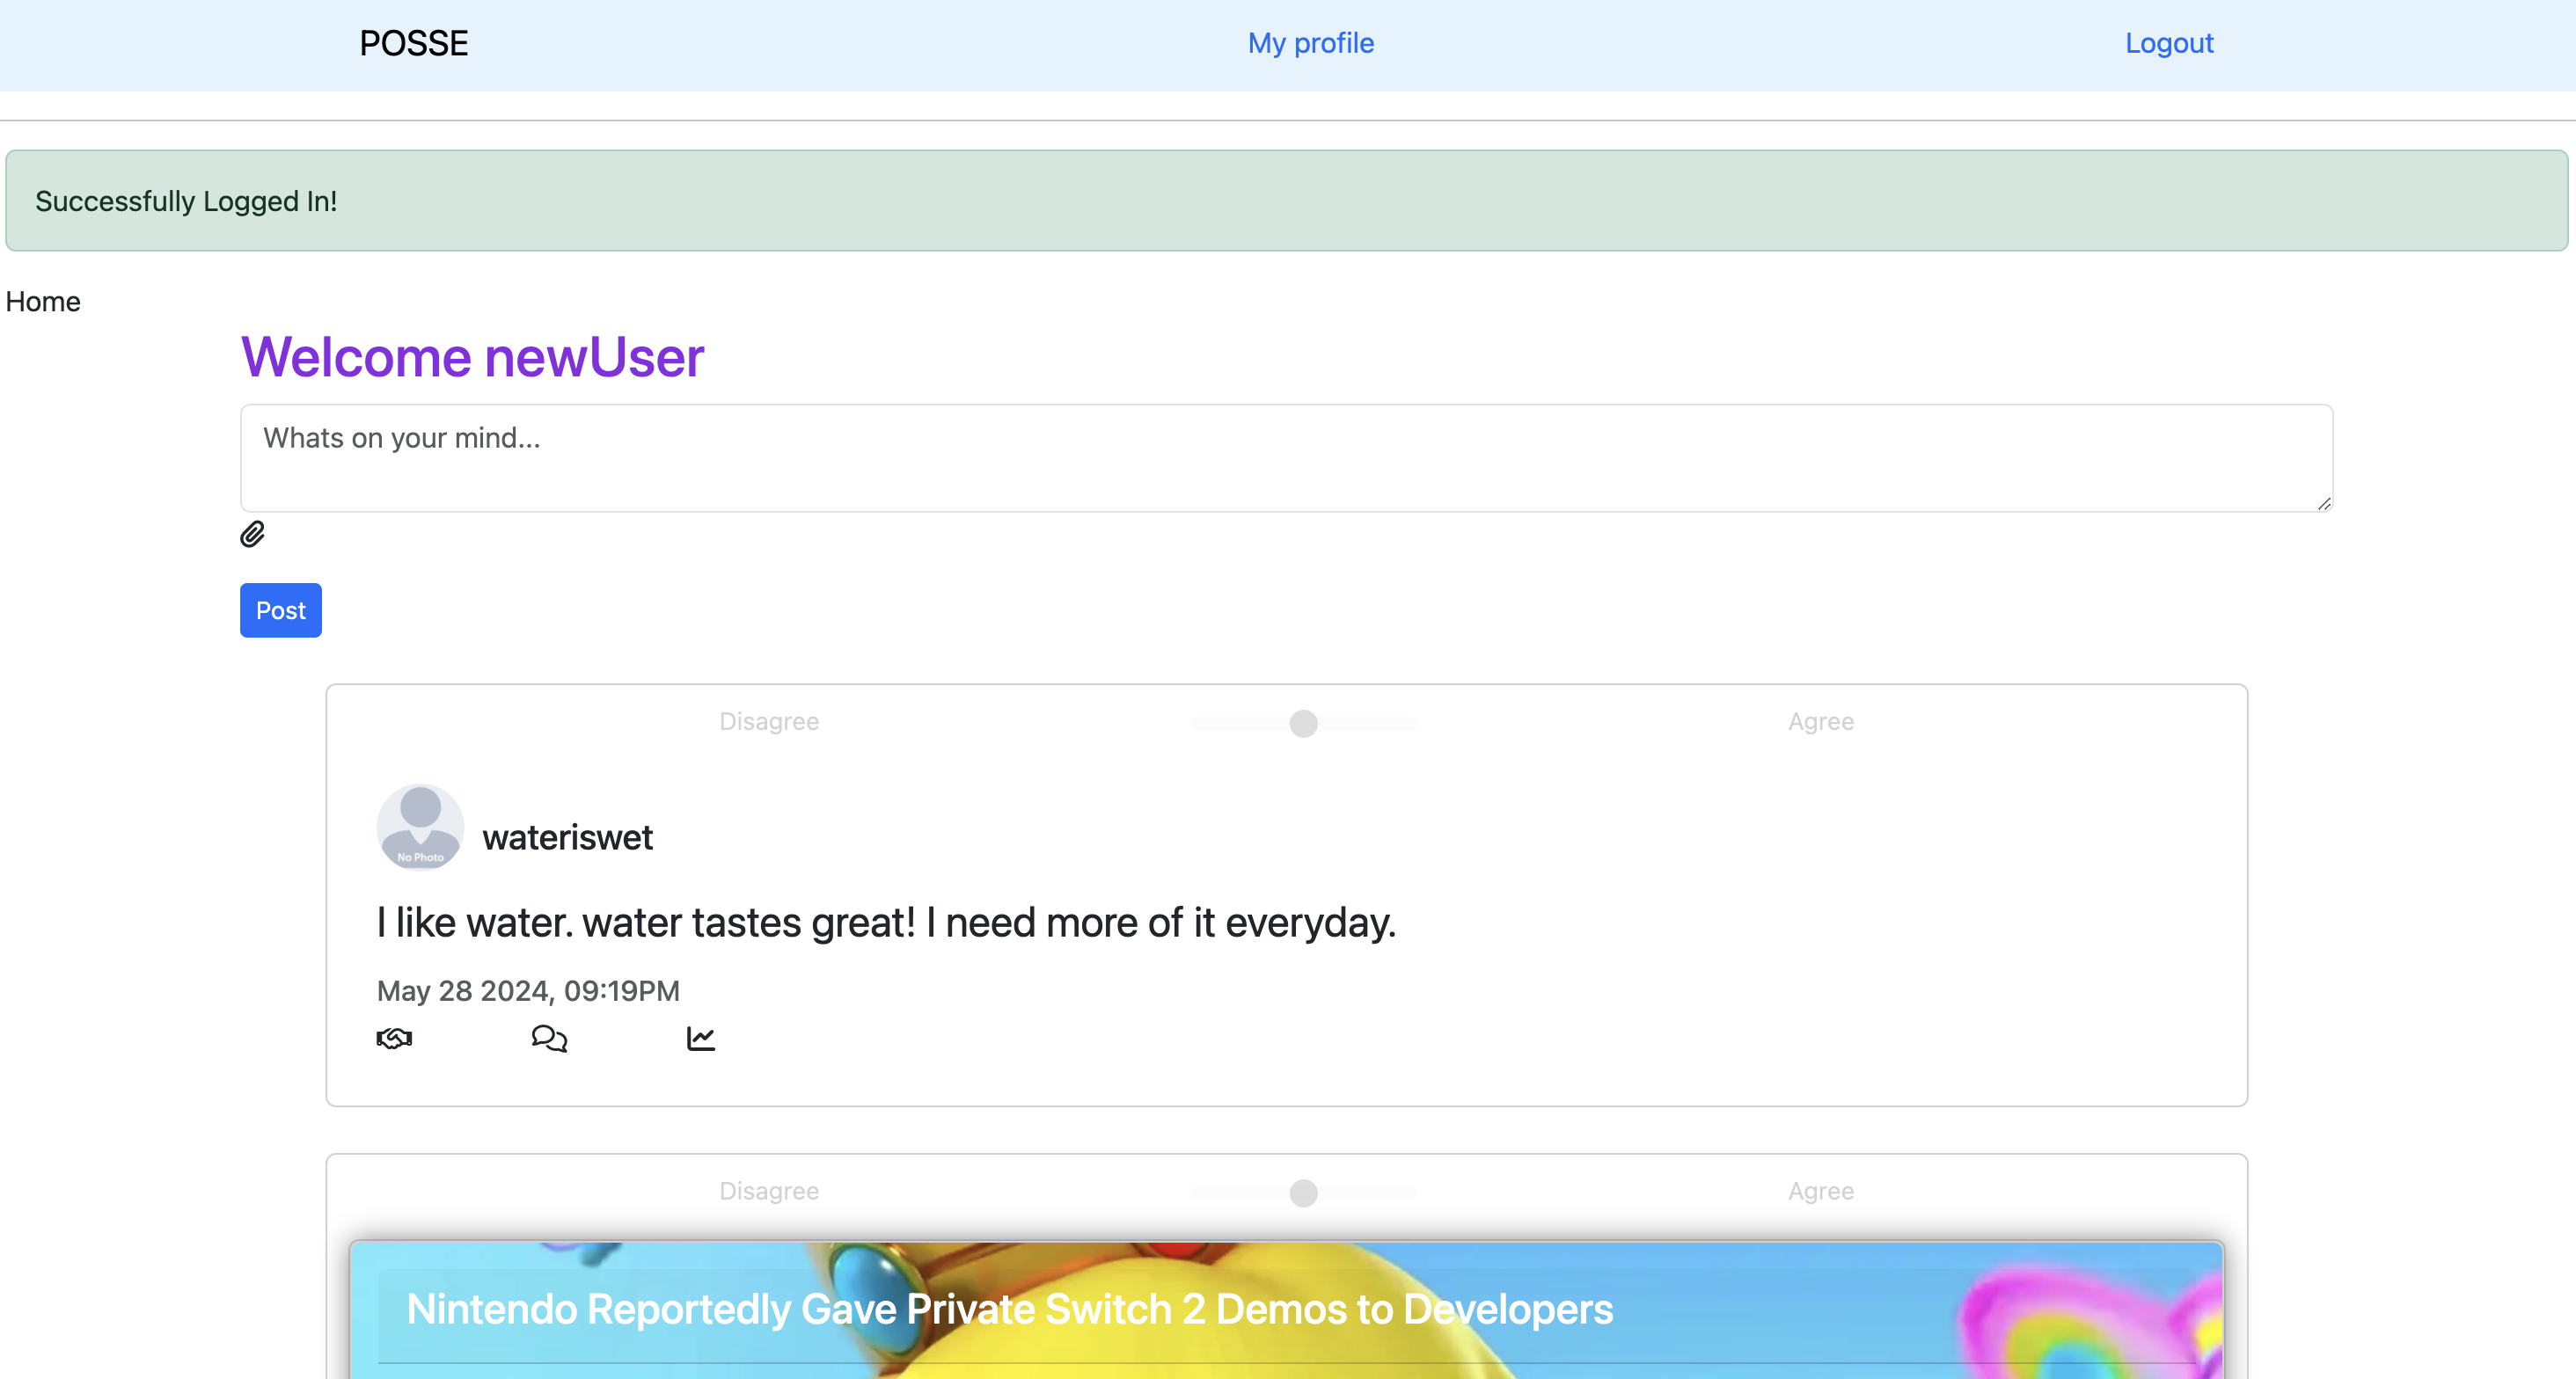 POSSE
My profile
Logout
Successfully Logged In!
Home
Welcome newUser
Whats on your mind...
Post
Disagree
Agree
No Photo
wateriswet
I like water. water tastes great! I need more of it everyday.
May 28 2024, 09:19PM
Disagree
Agree
Nintendo Reportedly Gave Private Switch 2 Demos to Developers